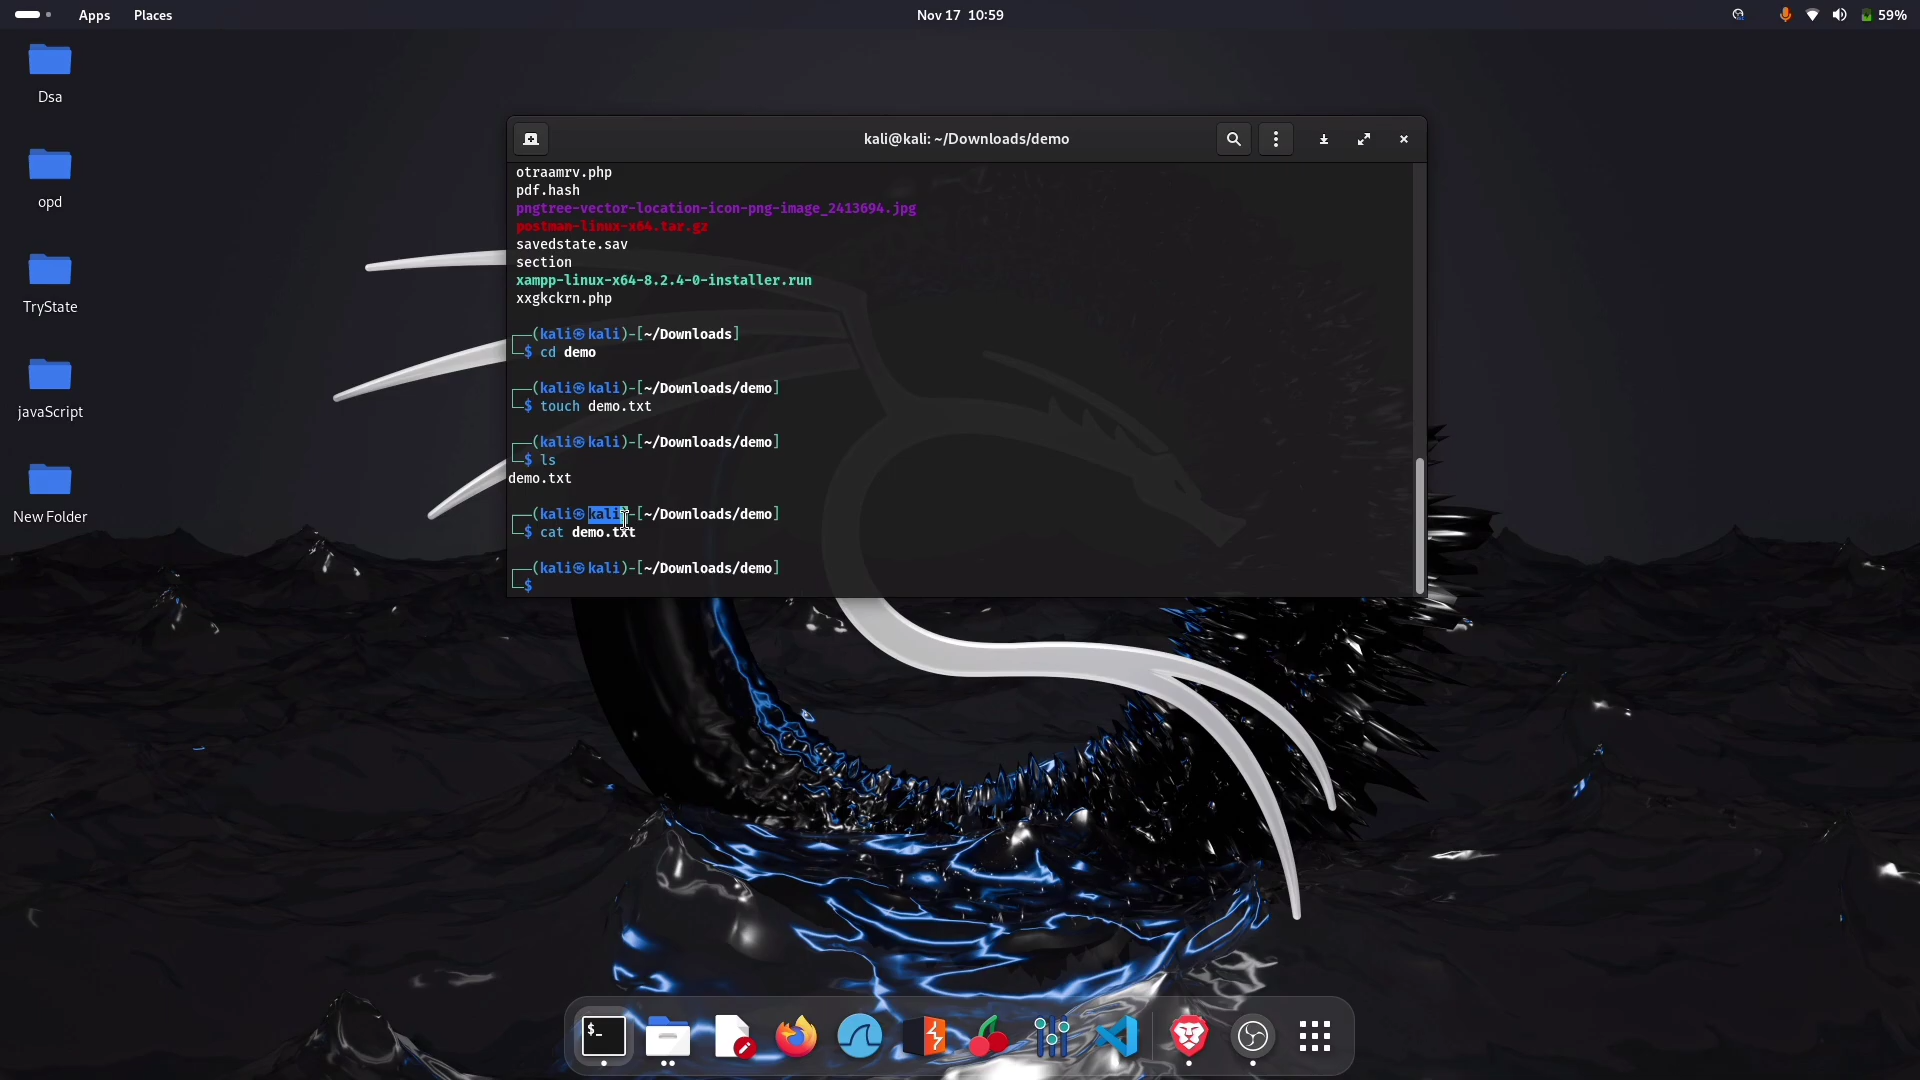 Apps Places Nov 17 10:59 59%
Dsa
opd
TryState
javaScript
New Folder
kali@kali: ~/Downloads/demo
otraamrv.php
pdf.hash
pngtree-vector-location-icon-png-image_2413694.jpg
postman-linux-x64.tar.gz
savedstate.sav
section
xampp-linux-x64-8.2.4-0-installer.run
xxgkckrn.php
┌──(kali㉿kali)-[~/Downloads]
└─$ cd demo
┌──(kali㉿kali)-[~/Downloads/demo]
└─$ touch demo.txt
┌──(kali㉿kali)-[~/Downloads/demo]
└─$ ls
demo.txt
┌──(kali㉿kali)-[~/Downloads/demo]
└─$ cat demo.txt
┌──(kali㉿kali)-[~/Downloads/demo]
└─$
$_